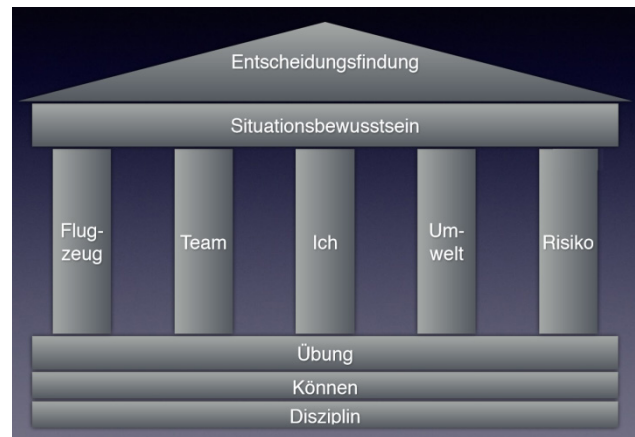 Entscheidungsfindung
Situationsbewusstsein
Flug-
zeug
Team
Ich
Um-
welt
Risiko
Übung
Können
Disziplin